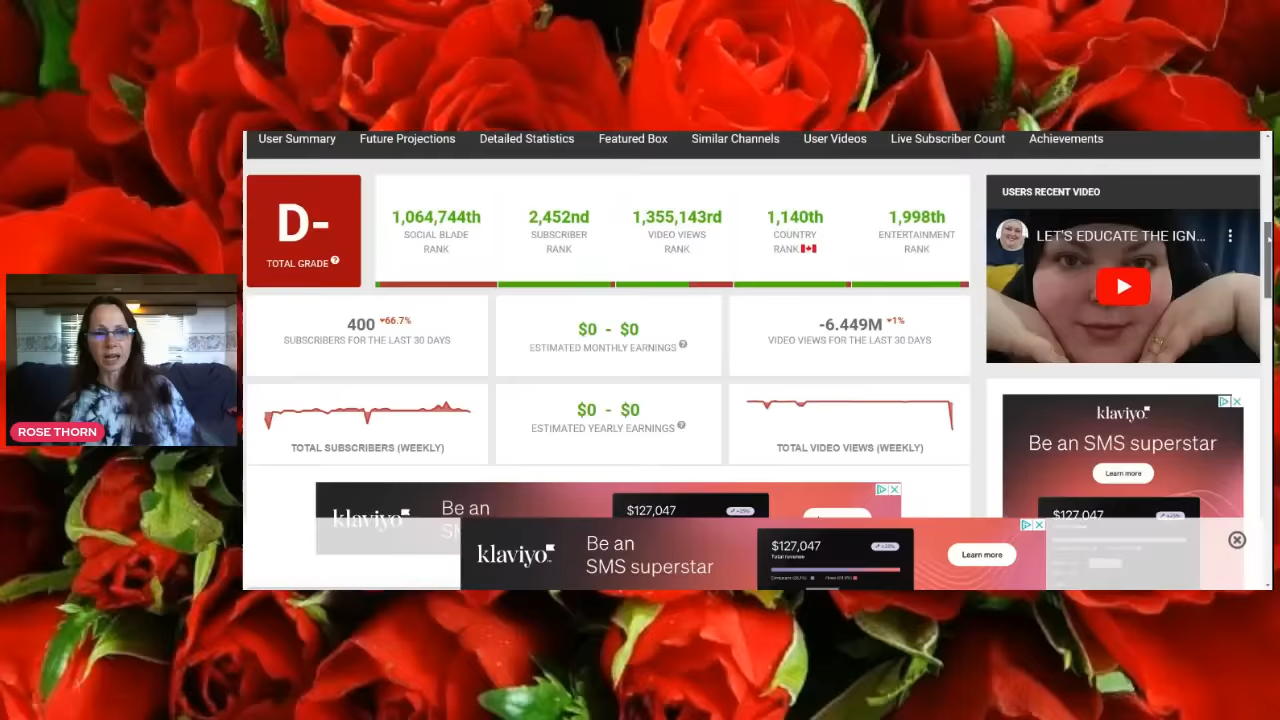 User Summary
Future Projections
Detailed Statistics
Featured Box
Similar Channels
User Videos
Live Subscriber Count
Achievements
D-
TOTAL GRADE
1,064,744th
SOCIAL BLADE
RANK
2,452nd
SUBSCRIBER
RANK
1,355,143rd
VIDEO VIEWS
RANK
1,140th
COUNTRY
RANK
1,998th
ENTERTAINMENT
RANK
USERS RECENT VIDEO
LET'S EDUCATE THE IGN...
400 66.7%
SUBSCRIBERS FOR THE LAST 30 DAYS
$0 - $0
ESTIMATED MONTHLY EARNINGS
-6.449M 1%
VIDEO VIEWS FOR THE LAST 30 DAYS
TOTAL SUBSCRIBERS (WEEKLY)
$0 - $0
ESTIMATED YEARLY EARNINGS
TOTAL VIDEO VIEWS (WEEKLY)
ROSE THORN
klaviyo
Be an SMS superstar
Learn more
$127,047
klaviyo
Be an
$127,047
klaviyo
Be an
SMS superstar
$127,047
Total revenue
Learn more